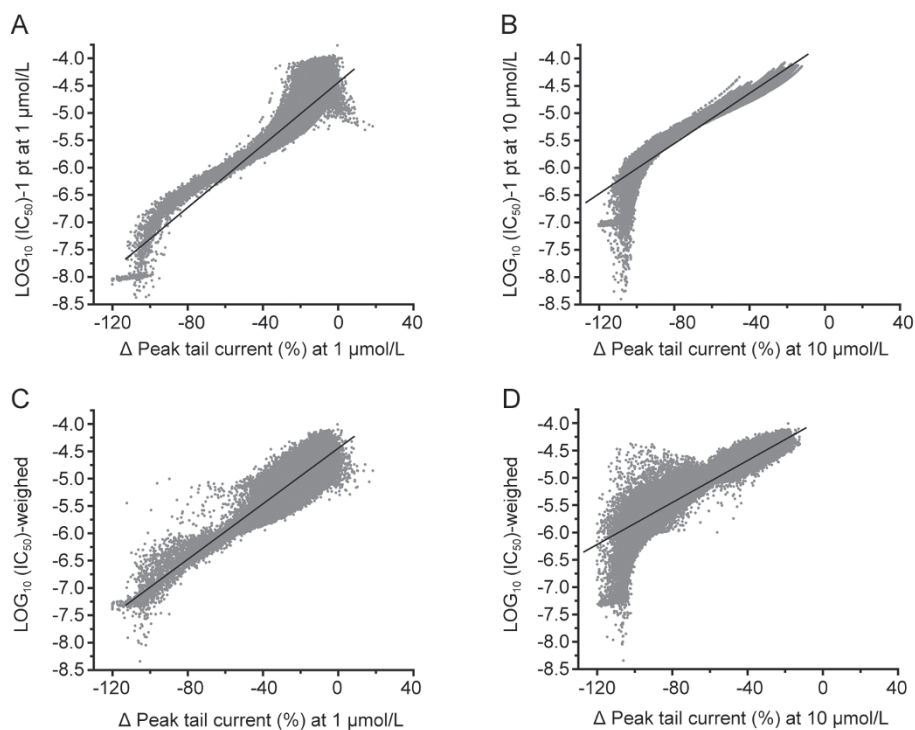 A
LOG₁₀ (IC₅₀)-1 pt at 1 µmol/L
-4.0
-4.5
-5.0
-5.5
-6.0
-6.5
-7.0
-7.5
-8.0
-8.5
-120 -80 -40 0 40
Δ Peak tail current (%) at 1 µmol/L
B
LOG₁₀ (IC₅₀)-1 pt at 10 µmol/L
-4.0
-4.5
-5.0
-5.5
-6.0
-6.5
-7.0
-7.5
-8.0
-8.5
-120 -80 -40 0 40
Δ Peak tail current (%) at 10 µmol/L
C
LOG₁₀ (IC₅₀)-weighed
-4.0
-4.5
-5.0
-5.5
-6.0
-6.5
-7.0
-7.5
-8.0
-8.5
-120 -80 -40 0 40
Δ Peak tail current (%) at 1 µmol/L
D
LOG₁₀ (IC₅₀)-weighed
-4.0
-4.5
-5.0
-5.5
-6.0
-6.5
-7.0
-7.5
-8.0
-8.5
-120 -80 -40 0 40
Δ Peak tail current (%) at 10 µmol/L